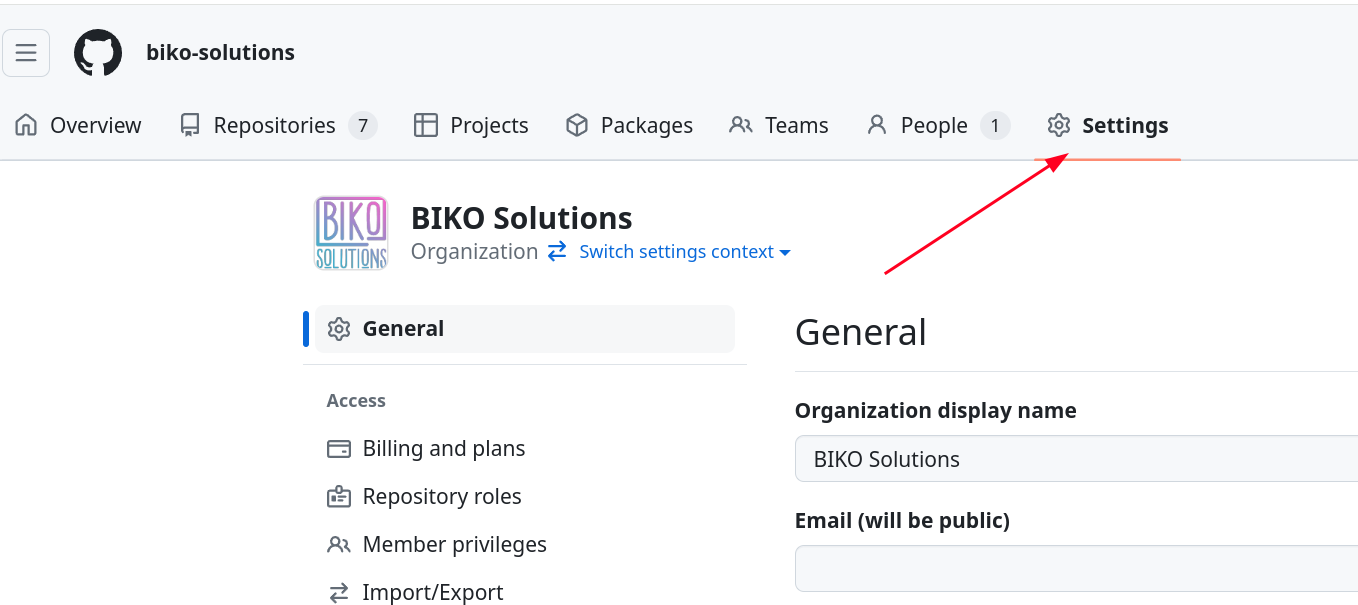 biko-solutions
Overview Repositories 7 Projects Packages Teams People 1 Settings
BIKO
SOLUTIONS
BIKO Solutions
Organization Switch settings context
General
Access
Billing and plans
Repository roles
Member privileges
Import/Export
General
Organization display name
BIKO Solutions
Email (will be public)